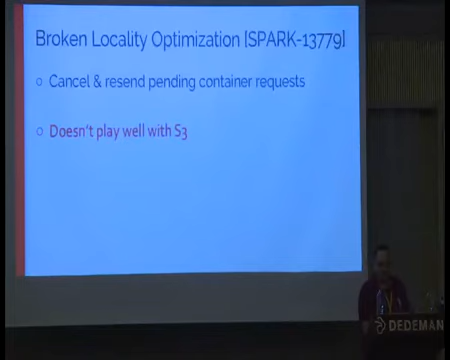 Broken Locality Optimization [SPARK-13779]
Cancel & resend pending container requests
Doesn't play well with S3
DEDEMAN